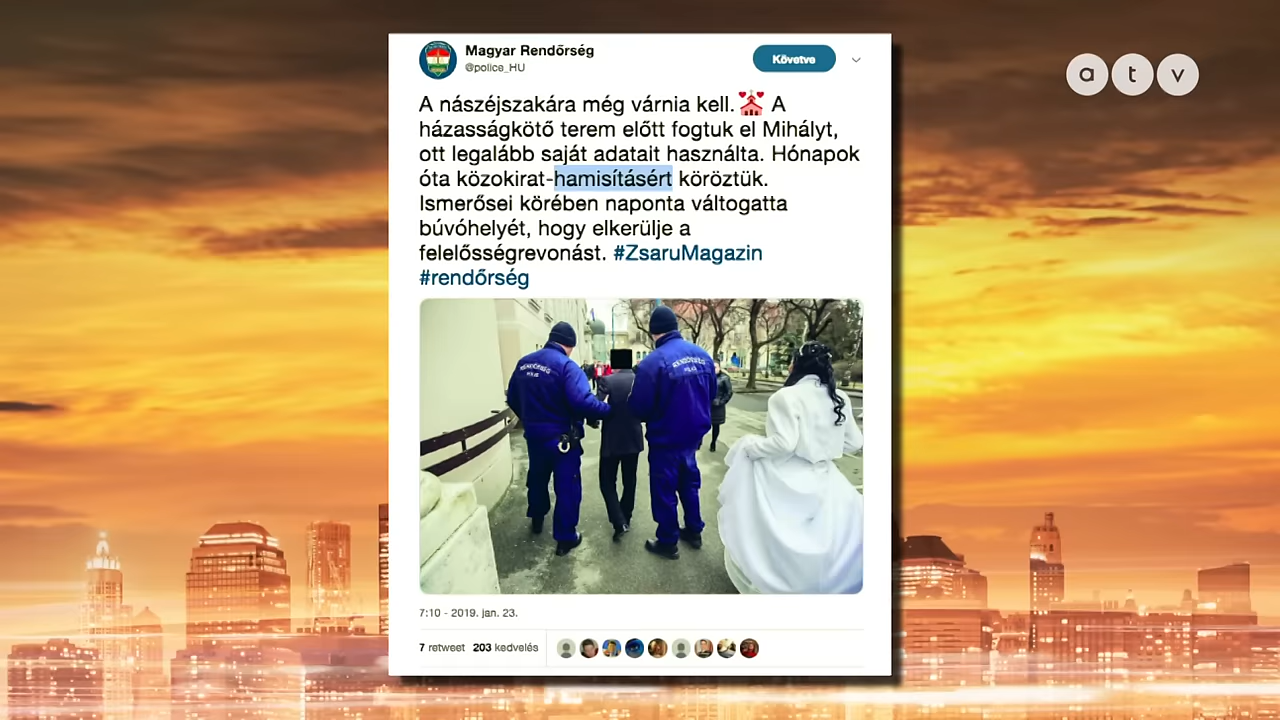 Magyar Rendőrség
@police_HU
Követve
a t v
A nászéjszakára még várnia kell. A
házasságkötő terem előtt fogtuk el Mihályt,
ott legalább saját adatait használta. Hónapok
óta közokirat-hamisításért köröztük.
Ismerősei körében naponta váltogatta
búvóhelyét, hogy elkerülje a
felelősségrevonást. #ZsaruMagazin
#rendőrség
RENDŐRSÉG
RENDŐRSÉG
7:10 - 2019. jan. 23.
7 retweet 203 kedvelés